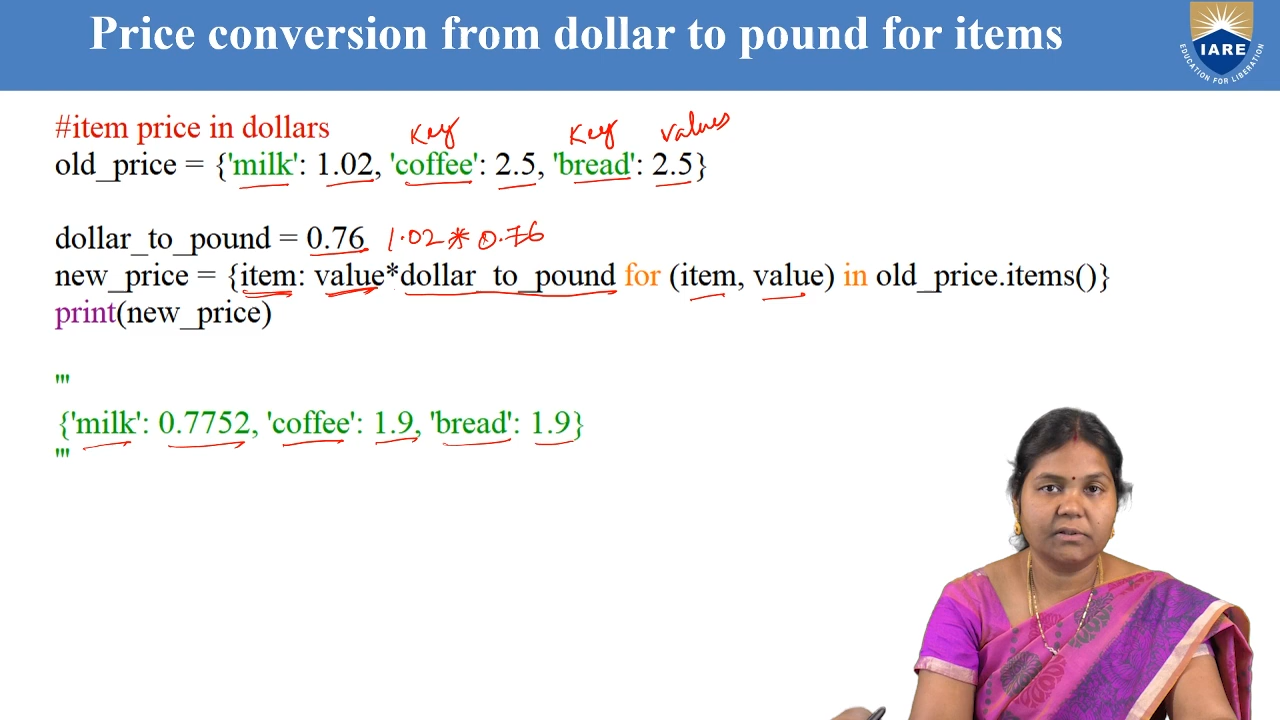 Price conversion from dollar to pound for items
IARE
EDUCATION FOR LIBERATION
#item price in dollars
Key Key values
old_price = {'milk': 1.02, 'coffee': 2.5, 'bread': 2.5}
dollar_to_pound = 0.76 1.02 * 0.76
new_price = {item: value*dollar_to_pound for (item, value) in old_price.items()}
print(new_price)
'''
{'milk': 0.7752, 'coffee': 1.9, 'bread': 1.9}
'''